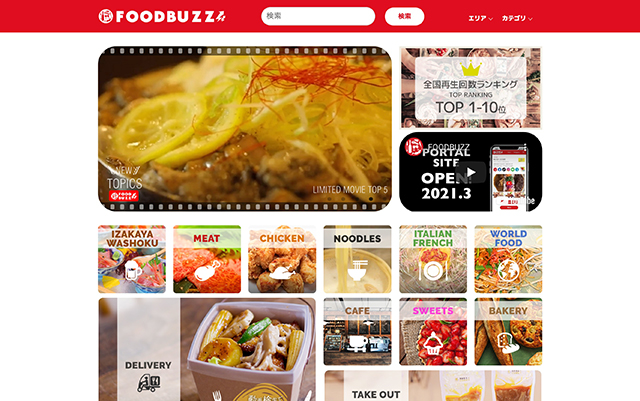 FOODBUZZ
検索
検索
エリア
カテゴリ
NEW
TOPICS
FOOD
BUZZ
LIMITED MOVIE TOP 5
全国再生回数ランキング
TOP RANKING
TOP 1-10位
FOODBUZZ
PORTAL
SITE
OPEN
2021.3
IZAKAYA
WASHOKU
MEAT
CHICKEN
NOODLES
ITALIAN
FRENCH
WORLD
FOOD
CAFE
SWEETS
BAKERY
DELIVERY
TAKE OUT